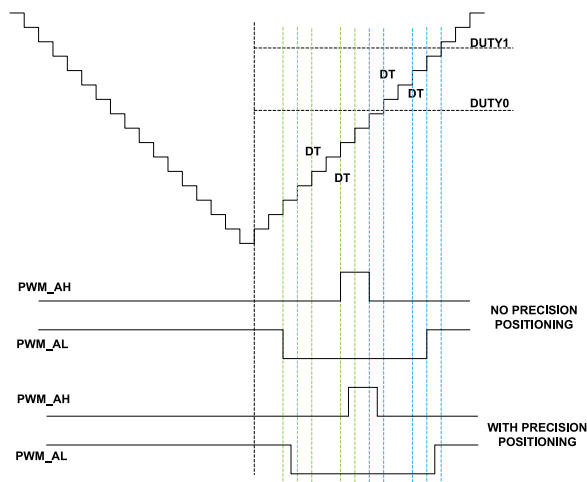 DUTY1
DT
DT
DUTY0
DT
DT
PWM_AH
NO PRECISION
POSITIONING
PWM_AL
PWM_AH
WITH PRECISION
POSITIONING
PWM_AL